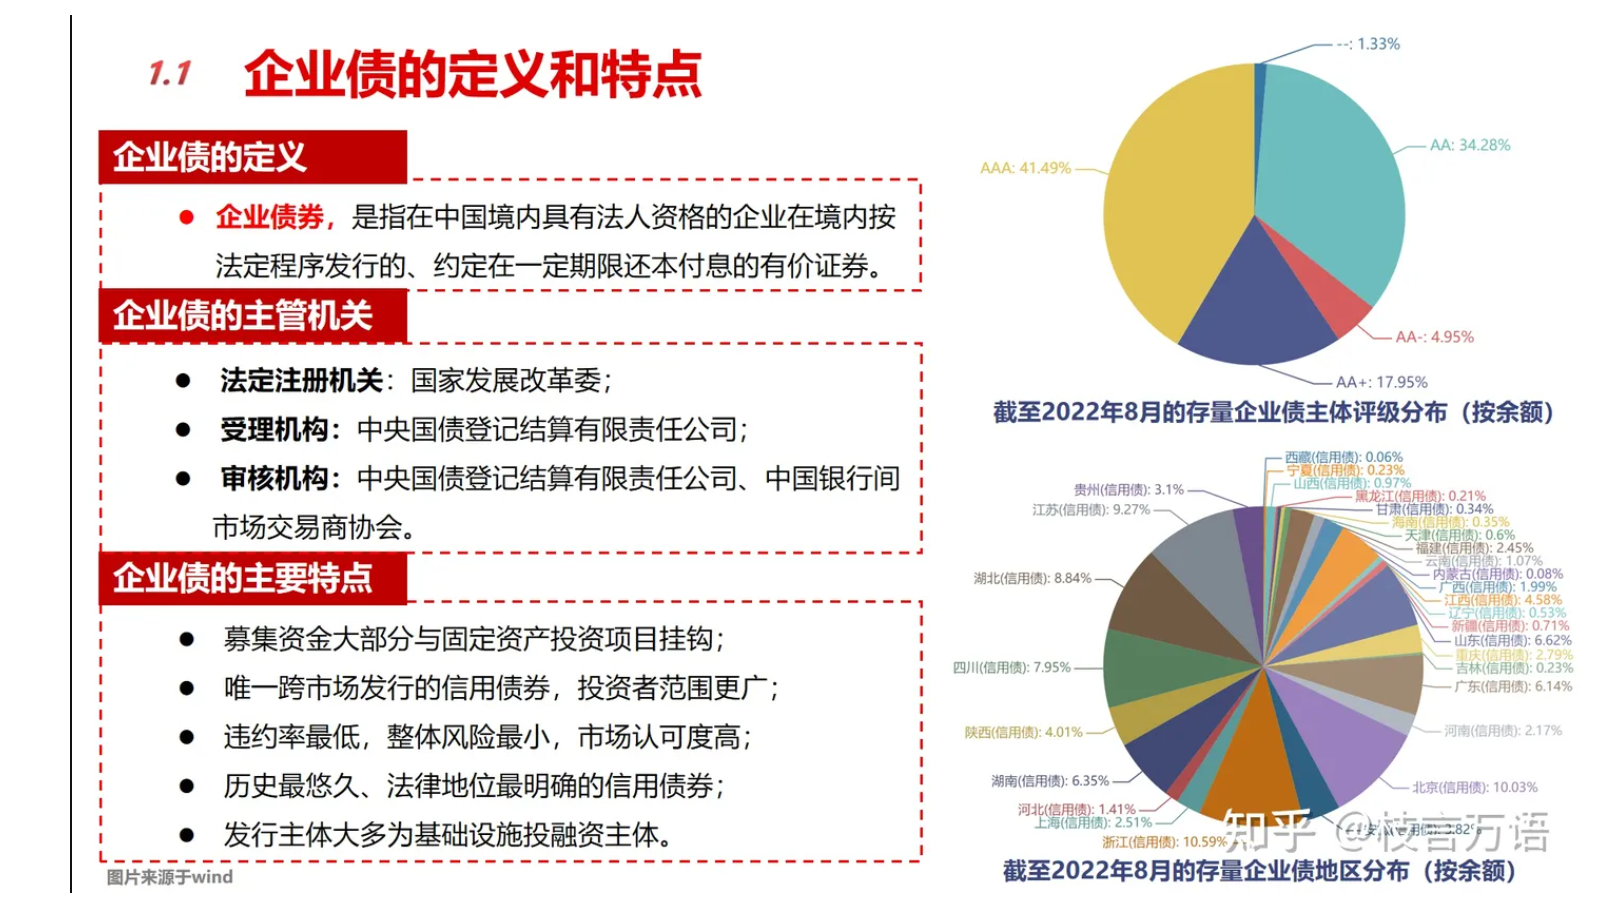 1.1 企业债的定义和特点
企业债的定义
● 企业债券，是指在中国境内具有法人资格的企业在境内按
法定程序发行的、约定在一定期限还本付息的有价证券。
企业债的主管机关
● 法定注册机关：国家发展改革委；
● 受理机构：中央国债登记结算有限责任公司；
● 审核机构：中央国债登记结算有限责任公司、中国银行间
市场交易商协会。
企业债的主要特点
● 募集资金大部分与固定资产投资项目挂钩；
● 唯一跨市场发行的信用债券，投资者范围更广；
● 违约率最低，整体风险最小，市场认可度高；
● 历史最悠久、法律地位最明确的信用债券；
● 发行主体大多为基础设施投融资主体。
图片来源于wind
--: 1.33%
AA: 34.28%
AAA: 41.49%
AA-: 4.95%
AA+: 17.95%
截至2022年8月的存量企业债主体评级分布（按余额）
西藏(信用债): 0.06%
宁夏(信用债): 0.23%
山西(信用债): 0.97%
黑龙江(信用债): 0.21%
甘肃(信用债): 0.34%
海南(信用债): 0.35%
天津(信用债): 0.6%
福建(信用债): 2.45%
云南(信用债): 1.07%
内蒙古(信用债): 0.08%
广西(信用债): 1.99%
江西(信用债): 4.58%
辽宁(信用债): 0.53%
新疆(信用债): 0.71%
山东(信用债): 6.62%
重庆(信用债): 2.79%
吉林(信用债): 0.23%
广东(信用债): 6.14%
河南(信用债): 2.17%
北京(信用债): 10.03%
安徽(信用债): 3.82%
浙江(信用债): 10.59%
上海(信用债): 2.51%
河北(信用债): 1.41%
湖南(信用债): 6.35%
陕西(信用债): 4.01%
四川(信用债): 7.95%
湖北(信用债): 8.84%
江苏(信用债): 9.27%
贵州(信用债): 3.1%
知乎 @枝言万语
截至2022年8月的存量企业债地区分布（按余额）